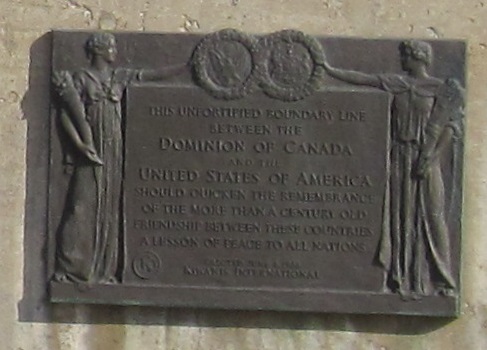 THIS UNFORTIFIED BOUNDARY LINE
BETWEEN THE
DOMINION OF CANADA
AND THE
UNITED STATES OF AMERICA
SHOULD QUICKEN THE REMEMBRANCE
OF THE MORE THAN A CENTURY OLD
FRIENDSHIP BETWEEN THESE COUNTRIES
A LESSON OF PEACE TO ALL NATIONS
ERECTED
KIWANIS INTERNATIONAL